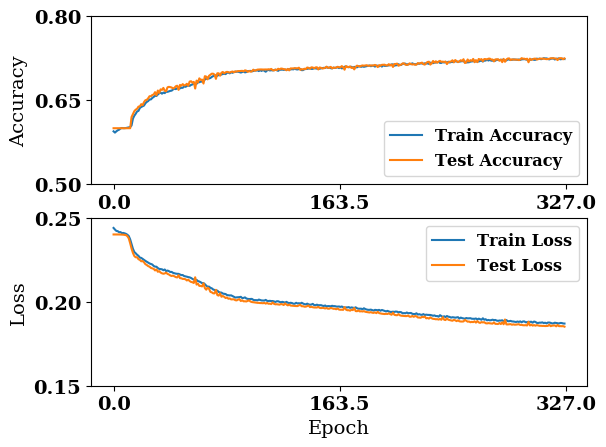 0.80
0.65
0.50
Accuracy
Train Accuracy
Test Accuracy
0.0 163.5 327.0
0.25
0.20
0.15
Loss
Train Loss
Test Loss
0.0 163.5 327.0
Epoch